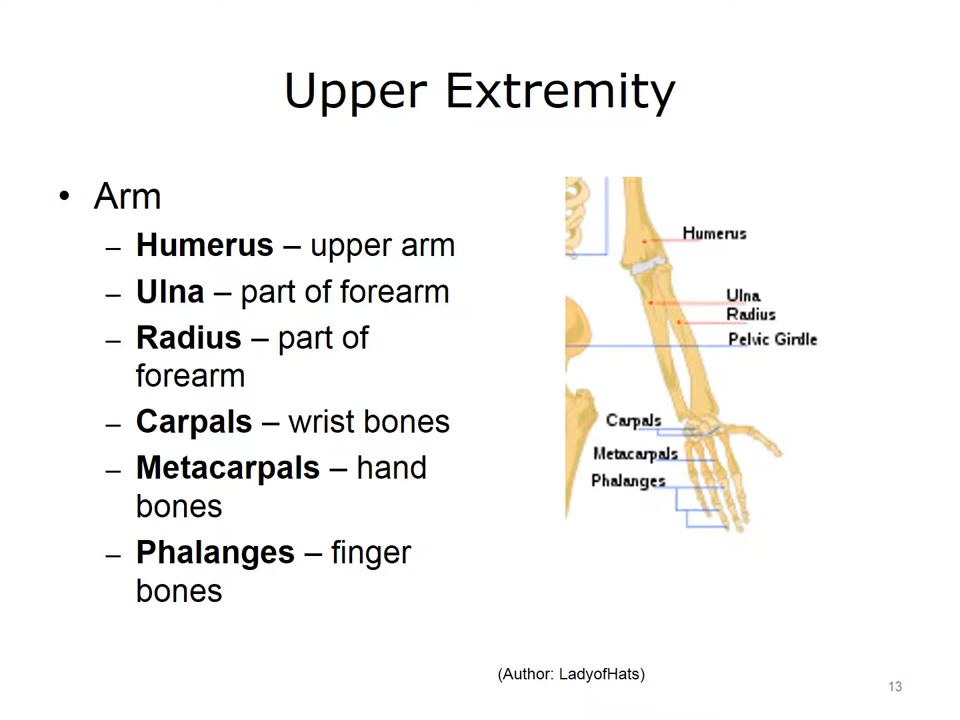 Upper Extremity
• Arm
– Humerus – upper arm
– Ulna – part of forearm
– Radius – part of
forearm
– Carpals – wrist bones
– Metacarpals – hand
bones
– Phalanges – finger
bones
Humerus
Ulna
Radius
Pelvic Girdle
Carpals
Metacarpals
Phalanges
(Author: LadyofHats)
13